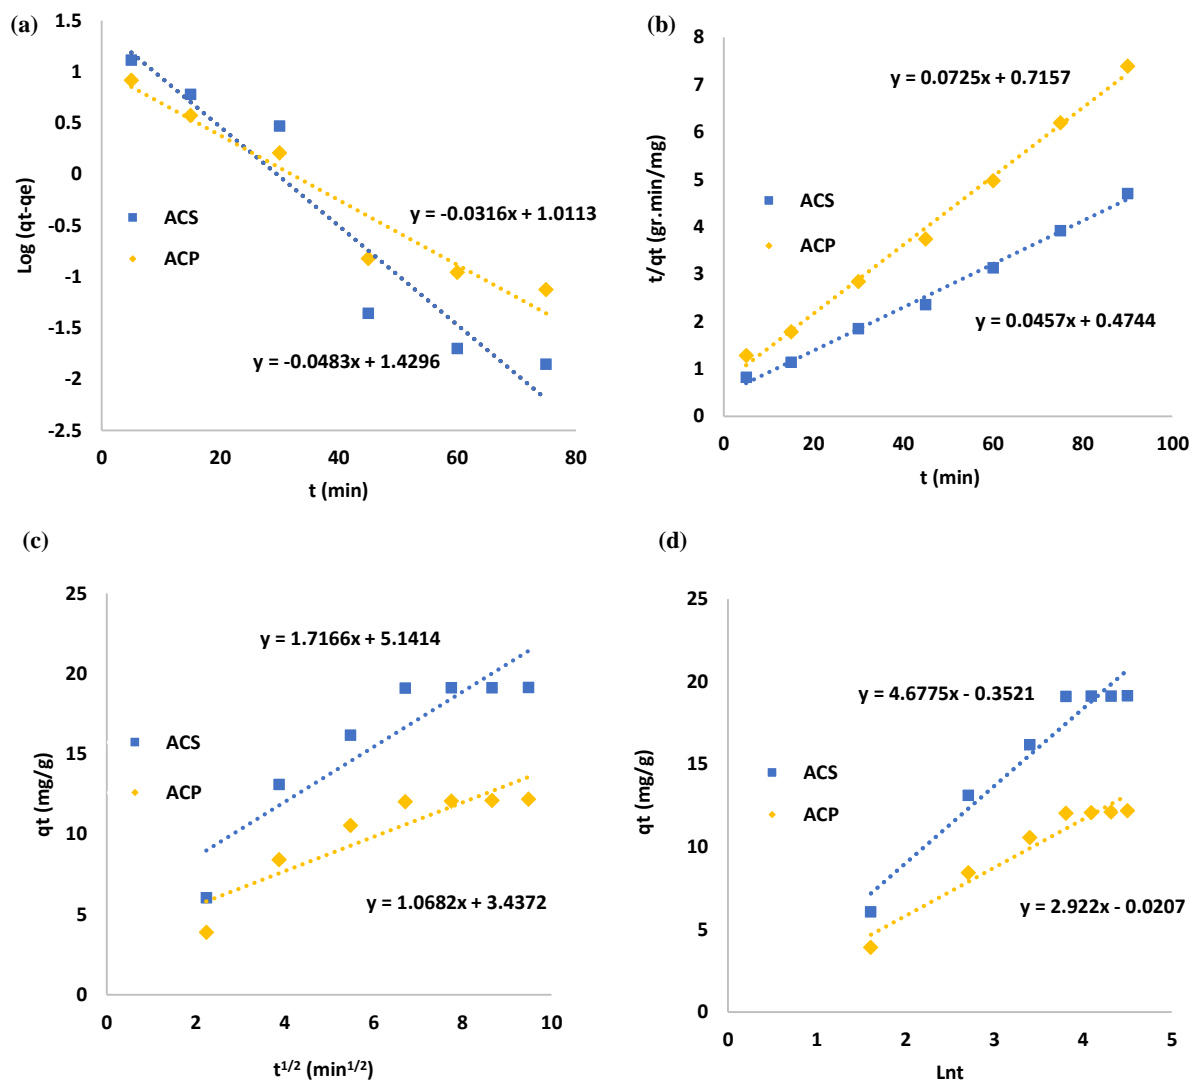 (a)
1.5
1
0.5
0
-0.5
-1
-1.5
-2
-2.5
Log (qt-qe)
ACS
ACP
y = -0.0316x + 1.0113
y = -0.0483x + 1.4296
0 20 40 60 80
t (min)
(b)
8
7
6
5
4
3
2
1
0
t/qt (gr.min/mg)
y = 0.0725x + 0.7157
ACS
ACP
y = 0.0457x + 0.4744
0 20 40 60 80 100
t (min)
(c)
25
20
15
10
5
0
qt (mg/g)
y = 1.7166x + 5.1414
ACS
ACP
y = 1.0682x + 3.4372
0 2 4 6 8 10
t1/2 (min1/2)
(d)
25
20
15
10
5
0
qt (mg/g)
y = 4.6775x - 0.3521
ACS
ACP
y = 2.922x - 0.0207
0 1 2 3 4 5
Lnt